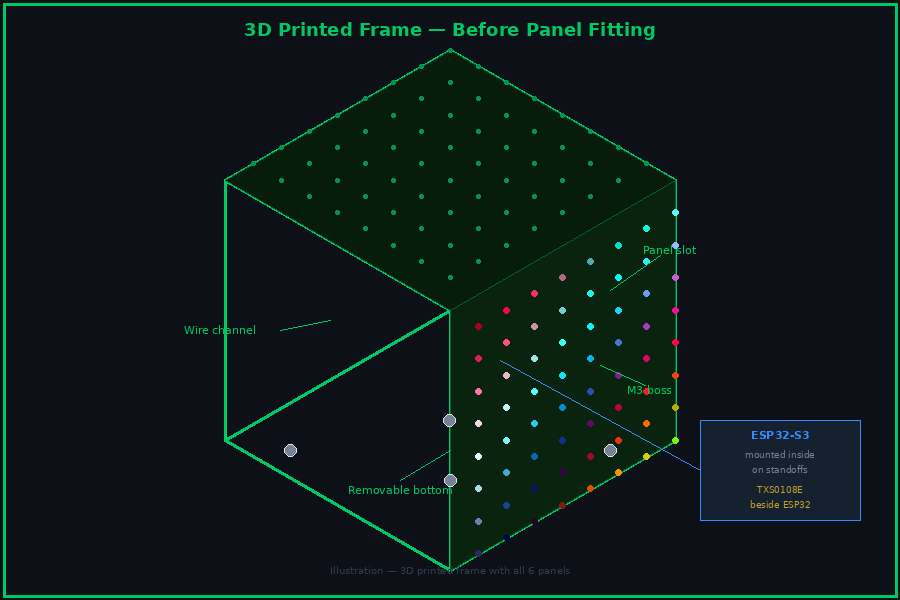 3D Printed Frame — Before Panel Fitting
Panel slot
Wire channel
M3 boss
ESP32-S3
mounted inside
on standoffs
TXS0108E
beside ESP32
Removable bottom
Illustration — 3D printed frame with all 6 panels